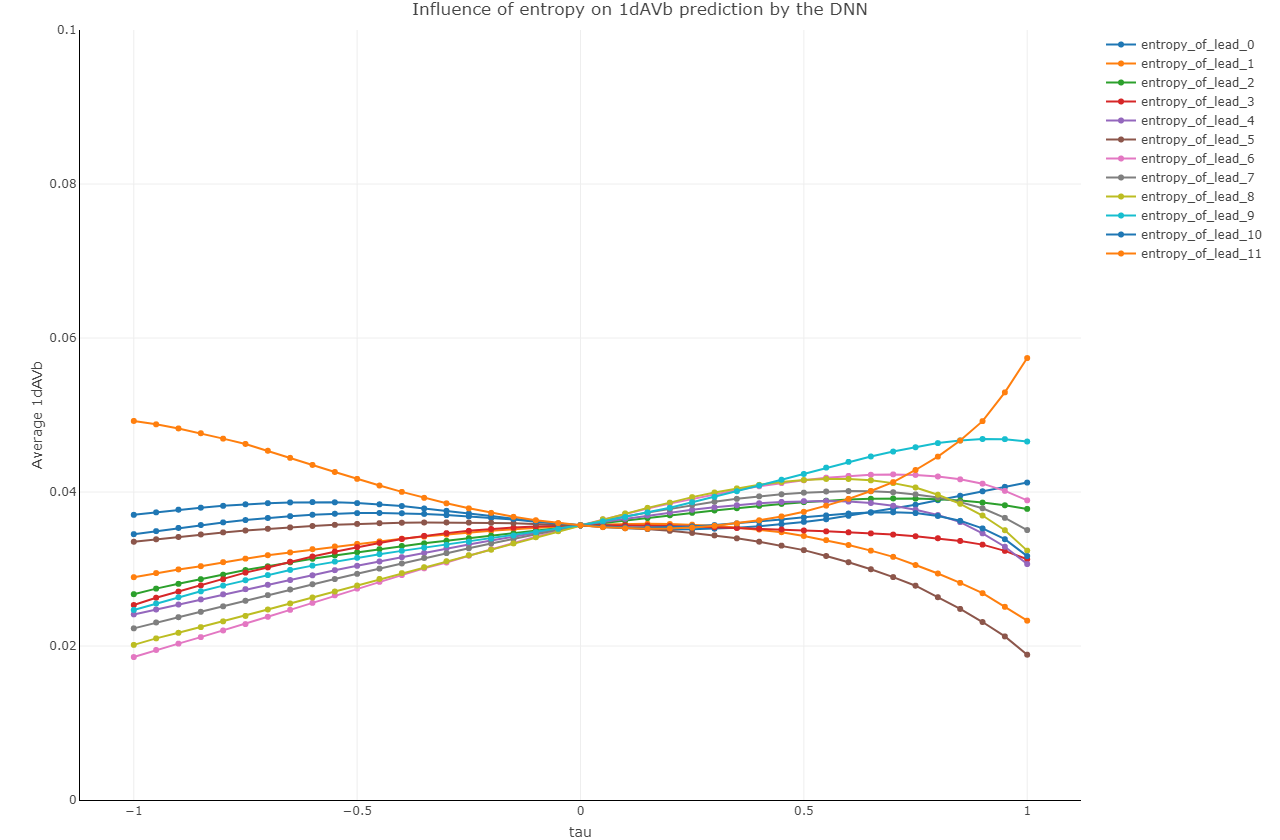 Influence of entropy on 1dAVb prediction by the DNN
0.1
0.08
0.06
0.04
0.02
0
Average 1dAVb
−1
−0.5
0
0.5
1
tau
entropy_of_lead_0
entropy_of_lead_1
entropy_of_lead_2
entropy_of_lead_3
entropy_of_lead_4
entropy_of_lead_5
entropy_of_lead_6
entropy_of_lead_7
entropy_of_lead_8
entropy_of_lead_9
entropy_of_lead_10
entropy_of_lead_11